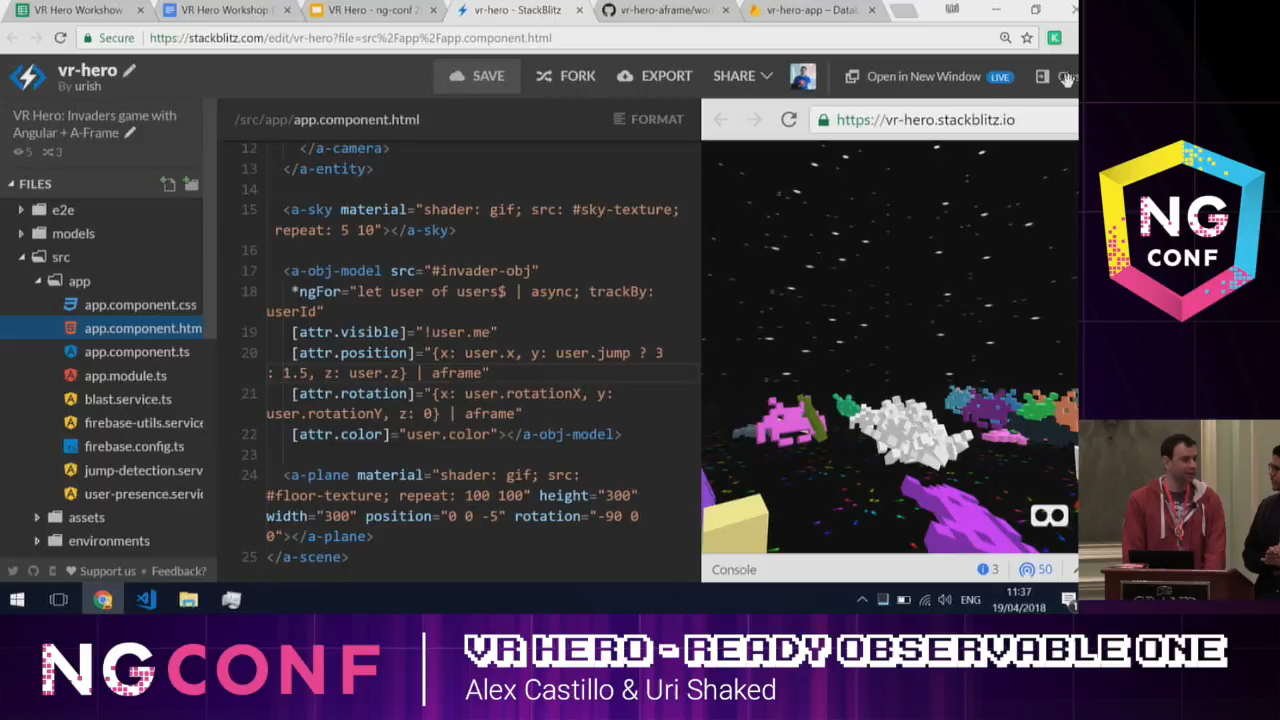 VR Hero Workshow
VR Hero Workshop
VR Hero - ng-conf 2
vr-hero - StackBlitz
vr-hero-aframe/wor
vr-hero-app – Datab
Secure
https://stackblitz.com/edit/vr-hero?file=src%2Fapp%2Fapp.component.html
vr-hero
By urish
SAVE
FORK
EXPORT
SHARE
Open in New Window
LIVE
VR Hero: Invaders game with
Angular + A-Frame
5 3
FILES
e2e
models
src
app
app.component.css
app.component.htm
app.component.ts
app.module.ts
blast.service.ts
firebase-utils.service
firebase.config.ts
jump-detection.serv
user-presence.servic
assets
environments
Support us
Feedback?
/src/app/app.component.html
FORMAT
12 </a-camera>
13 </a-entity>
14
15 <a-sky material="shader: gif; src: #sky-texture;
repeat: 5 10"></a-sky>
16
17 <a-obj-model src="#invader-obj"
18 *ngFor="let user of users$ | async; trackBy:
userId"
19 [attr.visible]="!user.me"
20 [attr.position]="{x: user.x, y: user.jump ? 3
: 1.5, z: user.z} | aframe"
21 [attr.rotation]="{x: user.rotationX, y:
user.rotationY, z: 0} | aframe"
22 [attr.color]="user.color"></a-obj-model>
23
24 <a-plane material="shader: gif; src:
#floor-texture; repeat: 100 100" height="300"
width="300" position="0 0 -5" rotation="-90 0
0"></a-plane>
25 </a-scene>
https://vr-hero.stackblitz.io
Console
3
50
ENG
11:37
19/04/2018
NG
CONF
NGCONF
VR HERO - READY OBSERVABLE ONE
Alex Castillo & Uri Shaked